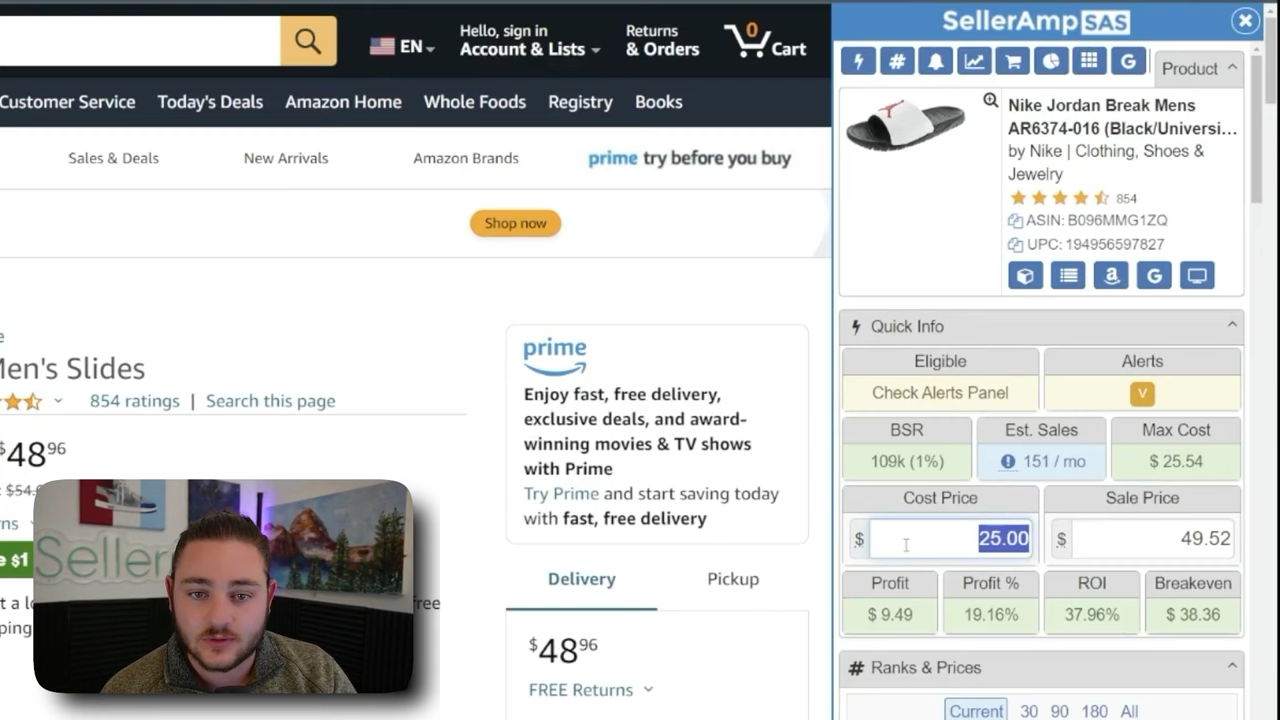 EN
Hello, sign in
Account & Lists
Returns
& Orders
0
Cart
Customer Service
Today's Deals
Amazon Home
Whole Foods
Registry
Books
Sales & Deals
New Arrivals
Amazon Brands
prime try before you buy
Shop now
Men's Slides
854 ratings | Search this page
$48 96
$54.
prime
Enjoy fast, free delivery,
exclusive deals, and award-
winning movies & TV shows
with Prime
Try Prime and start saving today
with fast, free delivery
Delivery
Pickup
$48 96
FREE Returns
Seller
SellerAmp SAS
Product
Nike Jordan Break Mens
AR6374-016 (Black/Universi...
by Nike | Clothing, Shoes &
Jewelry
854
ASIN: B096MMG1ZQ
UPC: 194956597827
Quick Info
Eligible
Alerts
Check Alerts Panel
V
BSR
Est. Sales
Max Cost
109k (1%)
151 / mo
$ 25.54
Cost Price
Sale Price
$ 25.00
$ 49.52
Profit
Profit %
ROI
Breakeven
$ 9.49
19.16%
37.96%
$ 38.36
# Ranks & Prices
Current 30 90 180 All